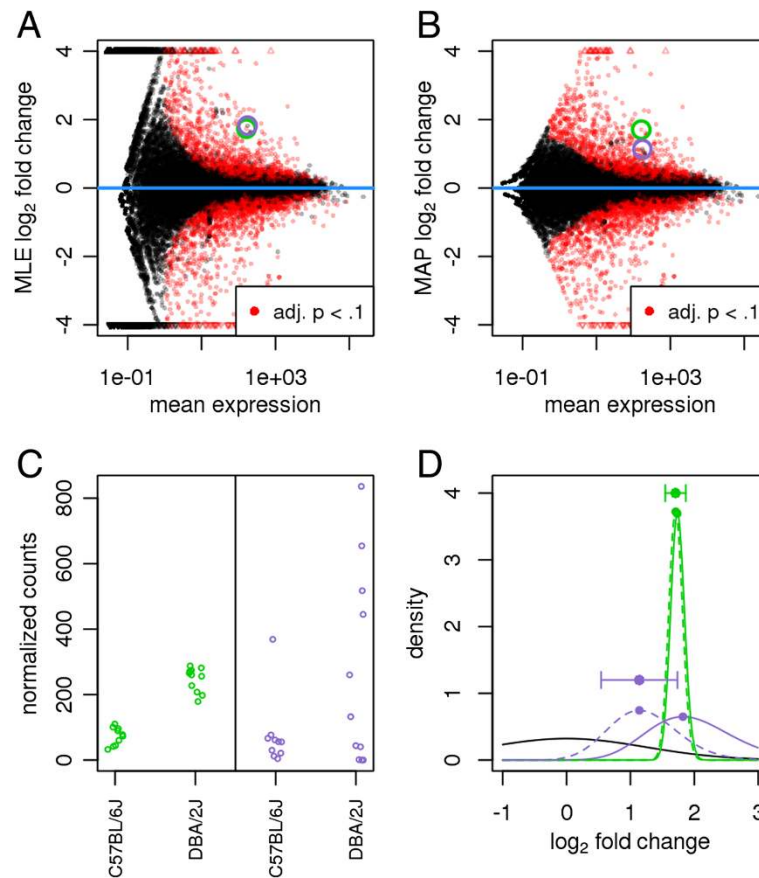 A
MLE log2 fold change
4
2
0
-2
-4
adj. p < .1
1e-01
1e+03
mean expression
B
MAP log2 fold change
4
2
0
-2
-4
adj. p < .1
1e-01
1e+03
mean expression
C
normalized counts
800
600
400
200
0
C57BL/6J
DBA/2J
C57BL/6J
DBA/2J
D
density
4
3
2
1
0
-1
0
1
2
3
log2 fold change